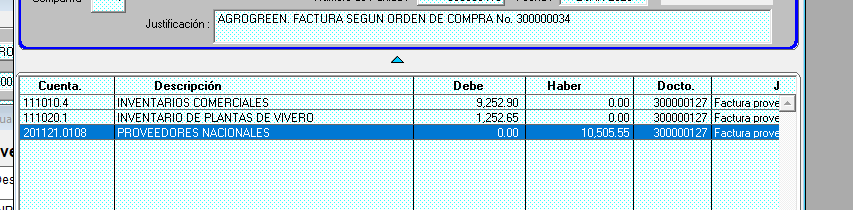 Justificación :
AGROGREEN. FACTURA SEGUN ORDEN DE COMPRA No. 300000034
Cuenta. Descripción Debe Haber Docto. J
111010.4 INVENTARIOS COMERCIALES 9,252.90 0.00 300000127 Factura prove
111020.1 INVENTARIO DE PLANTAS DE VIVERO 1,252.65 0.00 300000127 Factura prove
201121.0108 PROVEEDORES NACIONALES 0.00 10,505.55 300000127 Factura prove